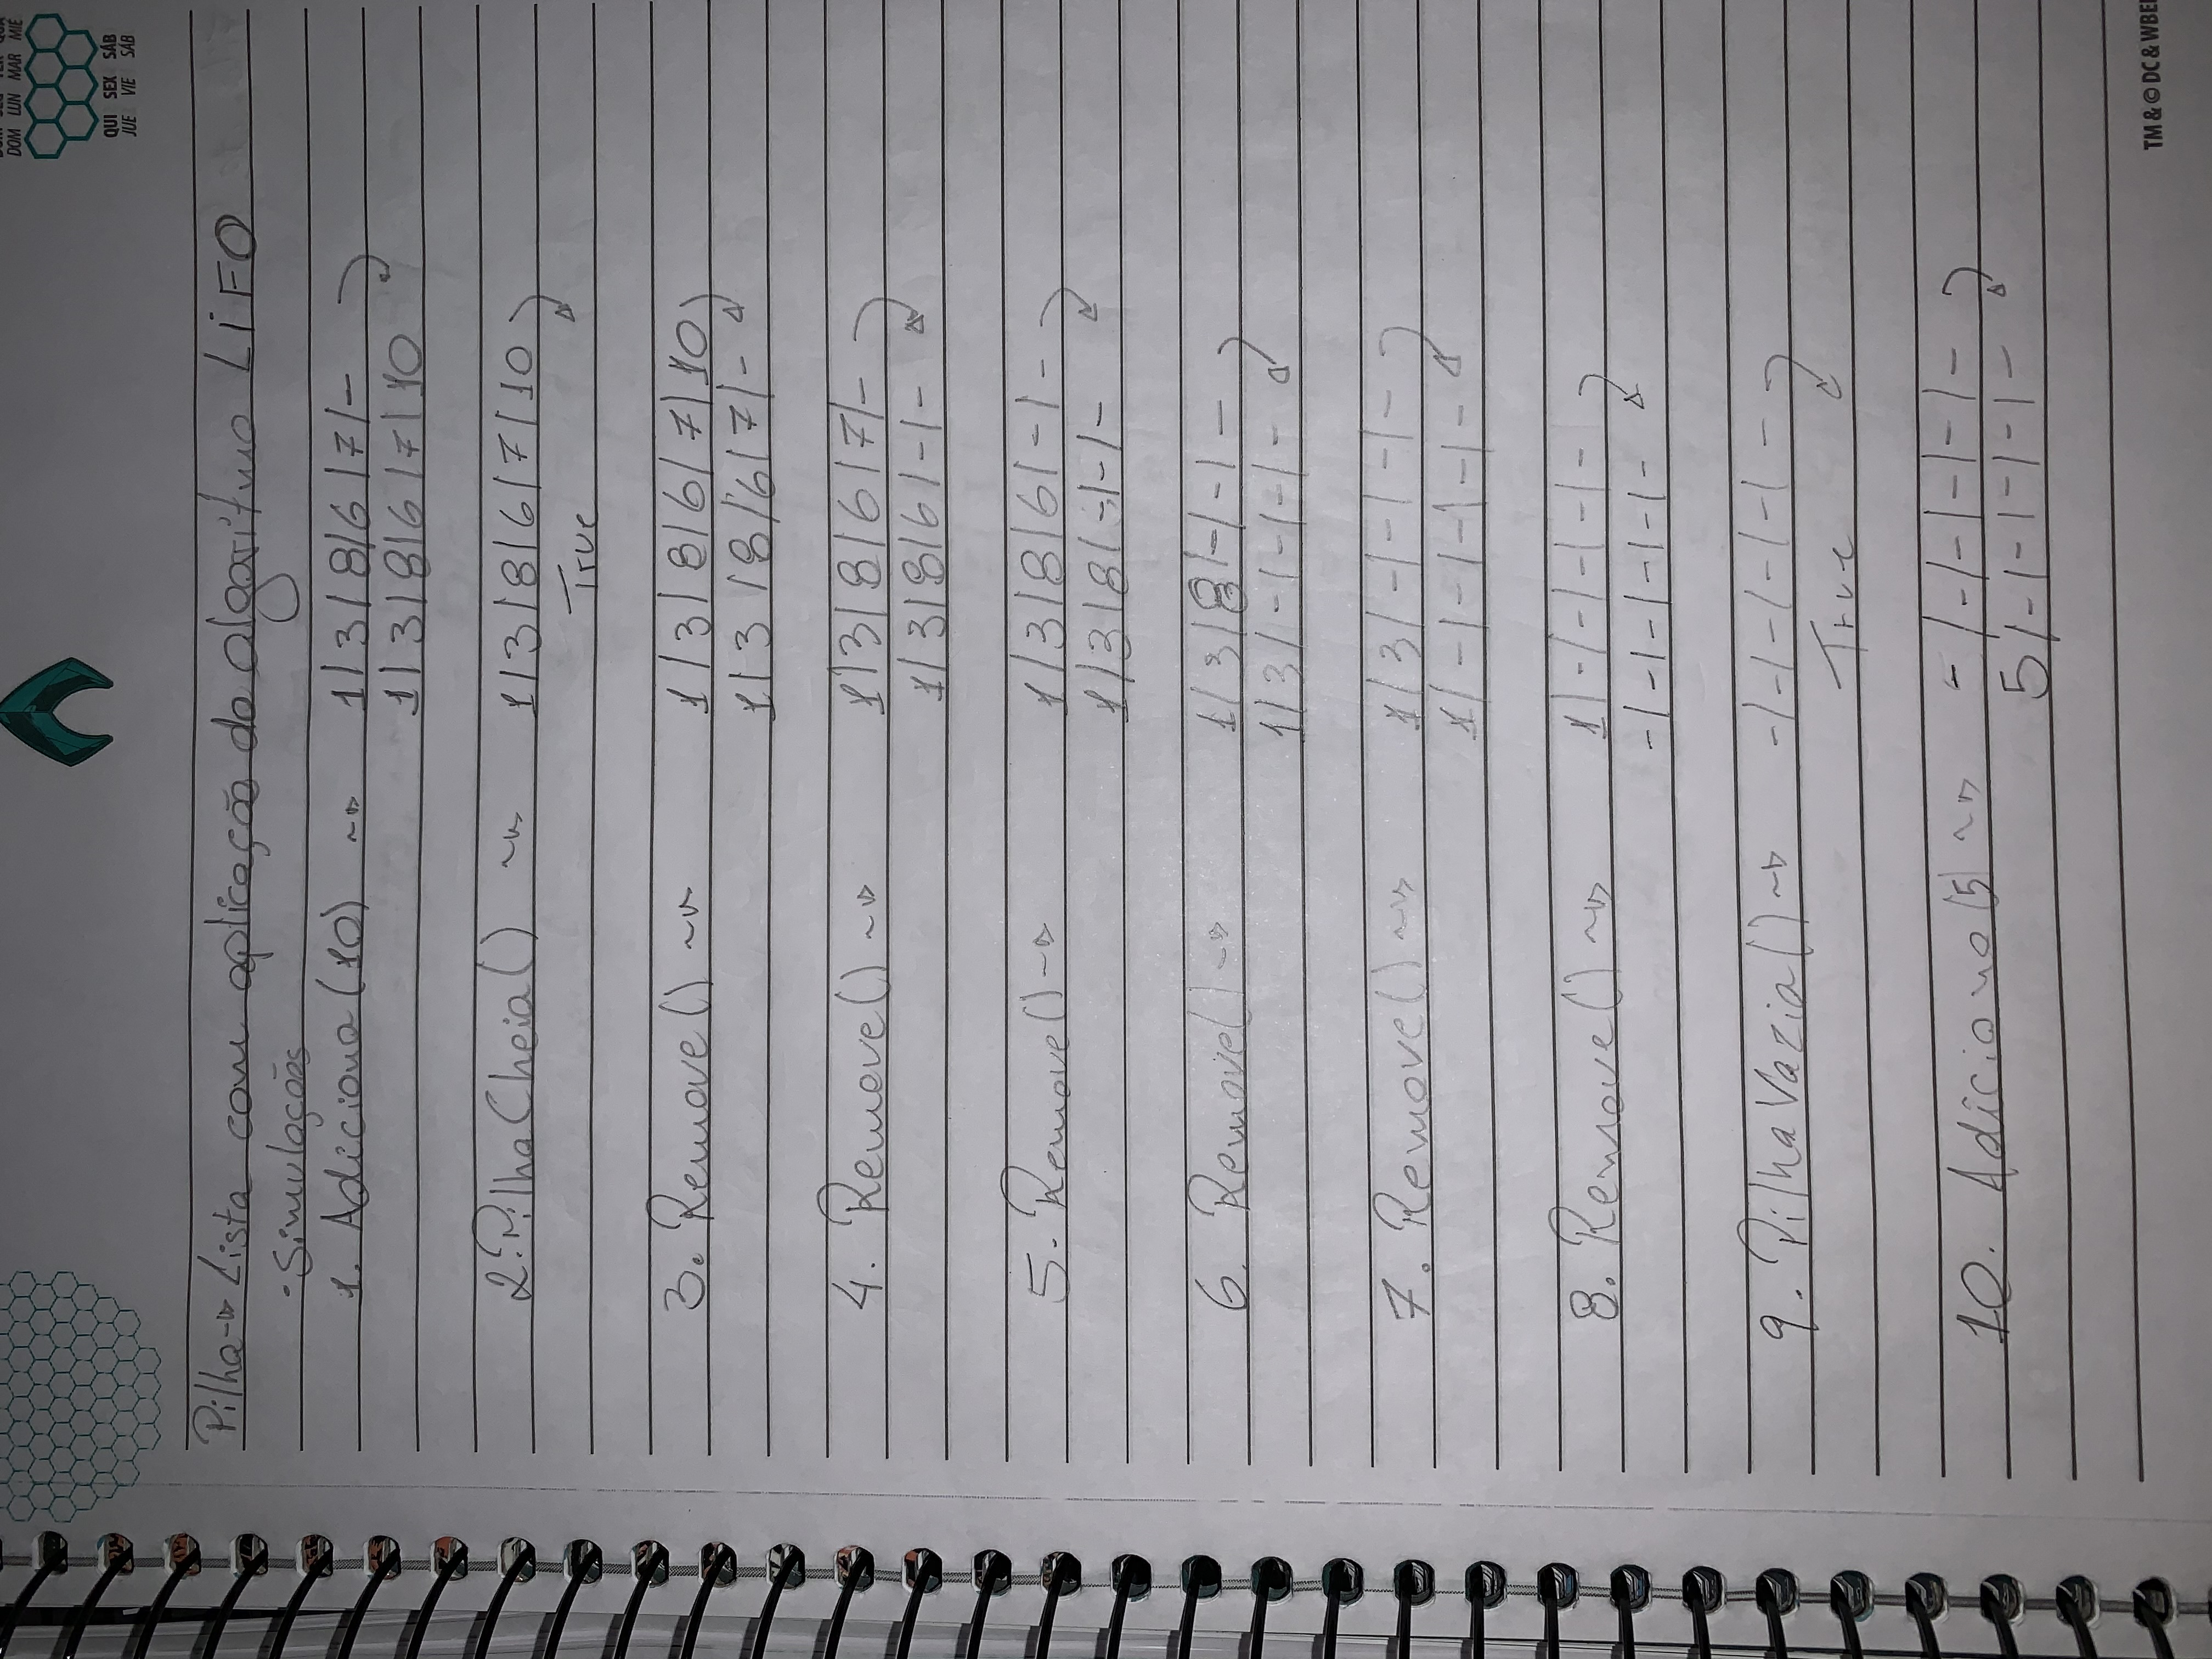 DOM LUN MAR MIÉ
QUI SEX SÁB
JUE VIE SÁB
Pilha → Lista com aplicação do algoritmo LiFO
• Simulações
1. Adiciona (10) ~> 1/3/8/6/7/-
1/3/8/6/7/10
2. PilhaCheia() ~> 1/3/8/6/7/10
True
3. Remove() ~> 1/3/8/6/7/10
1/3/8/6/7/-
4. Remove() ~> 1/3/8/6/7/-
1/3/8/6/-/-
5. Remove() → 1/3/8/6/-/-
1/3/8/-/-/-
6. Remove() → 1/3/8/-/-/-
1/3/-/-/-/-
7. Remove() ~> 1/3/-/-/-/-
1/-/-/-/-/-
8. Remove() ~> 1/-/-/-/-/-
-/-/-/-/-/-
9. PilhaVazia() ~> -/-/-/-/-/-
True
10. Adiciona (5) ~> -/-/-/-/-/-
5/-/-/-/-/-
TM & © DC & WBEI